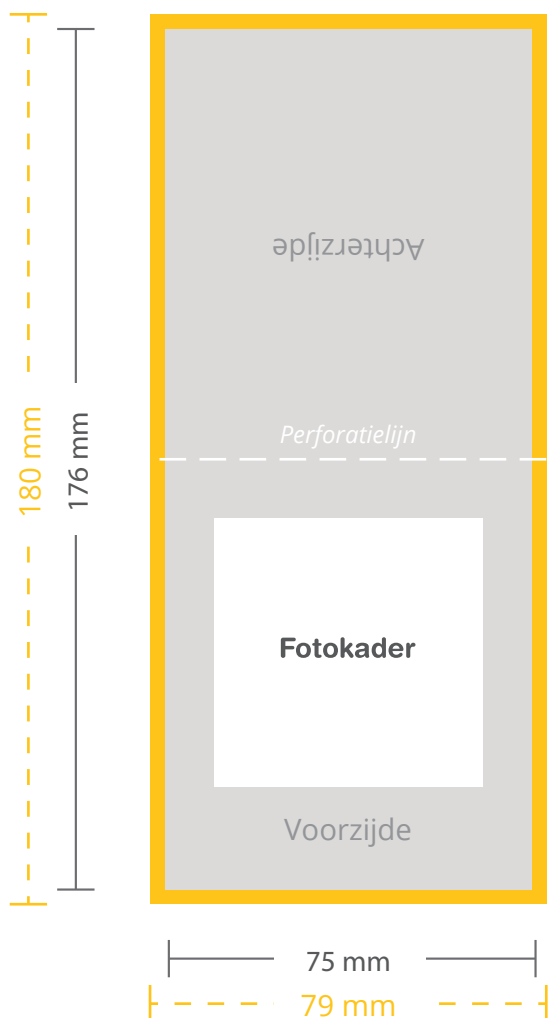 Achterzijde
Perforatielijn
180 mm
176 mm
Fotokader
Voorzijde
75 mm
79 mm